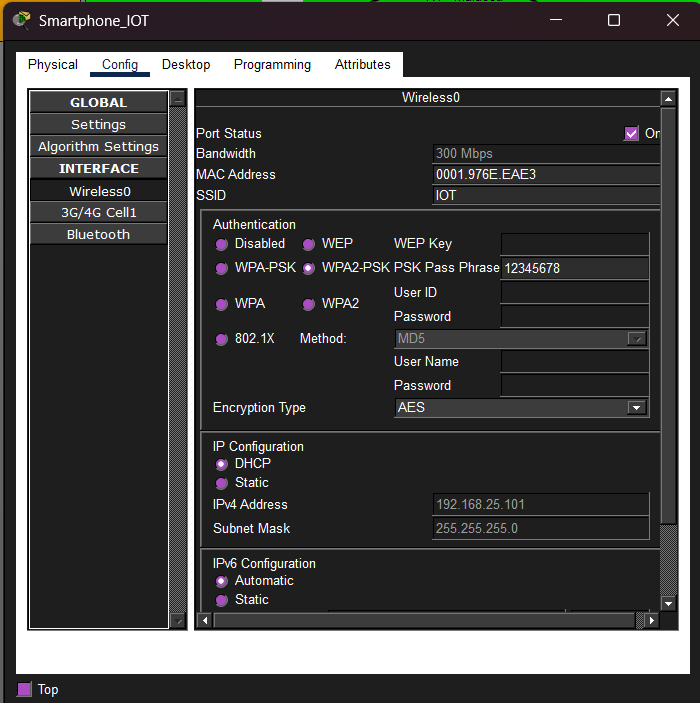 Smartphone_IOT
Physical Config Desktop Programming Attributes
GLOBAL
Settings
Algorithm Settings
INTERFACE
Wireless0
3G/4G Cell1
Bluetooth
Wireless0
Port Status On
Bandwidth 300 Mbps
MAC Address 0001.976E.EAE3
SSID IOT
Authentication
Disabled WEP WEP Key
WPA-PSK WPA2-PSK PSK Pass Phrase 12345678
User ID
WPA WPA2
Password
802.1X Method: MD5
User Name
Password
Encryption Type AES
IP Configuration
DHCP
Static
IPv4 Address 192.168.25.101
Subnet Mask 255.255.255.0
IPv6 Configuration
Automatic
Static
Top